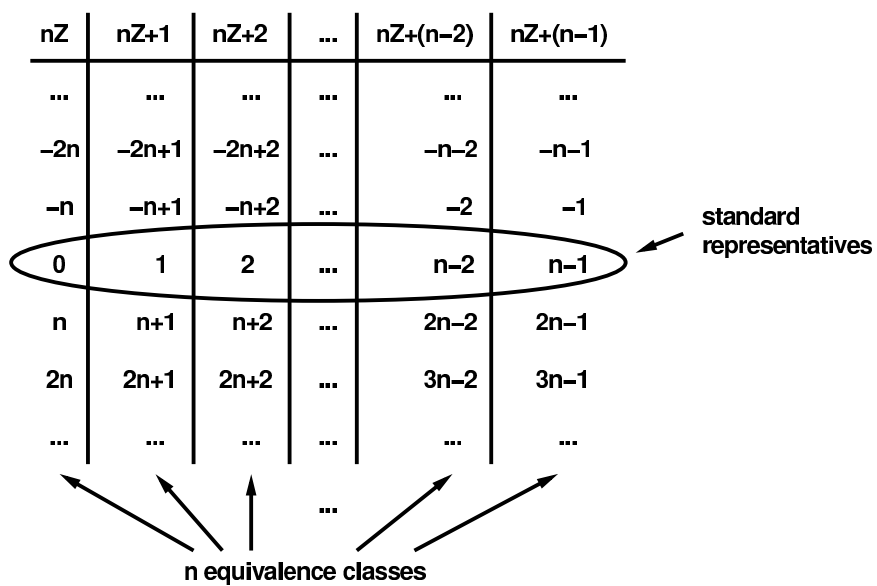 nZ nZ+1 nZ+2 ... nZ+(n−2) nZ+(n−1)
... ... ... ... ... ...
−2n −2n+1 −2n+2 ... −n−2 −n−1
−n −n+1 −n+2 ... −2 −1
standard
representatives
0 1 2 ... n−2 n−1
n n+1 n+2 ... 2n−2 2n−1
2n 2n+1 2n+2 ... 3n−2 3n−1
... ... ... ... ... ...
...
n equivalence classes